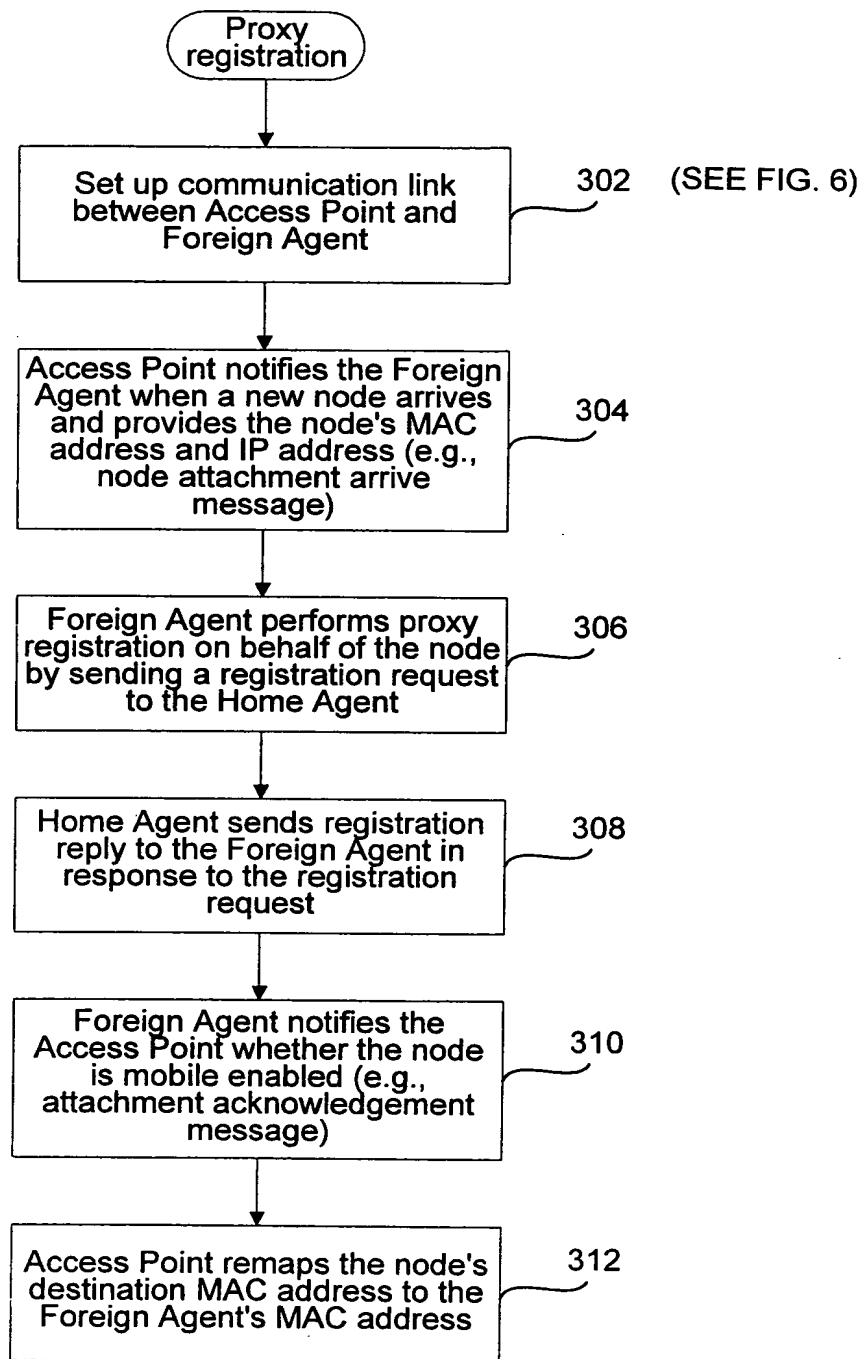 Proxy
registration
Set up communication link
between Access Point and
Foreign Agent
302 (SEE FIG. 6)
Access Point notifies the Foreign
Agent when a new node arrives
and provides the node's MAC
address and IP address (e.g.,
node attachment arrive
message)
304
Foreign Agent performs proxy
registration on behalf of the node
by sending a registration request
to the Home Agent
306
Home Agent sends registration
reply to the Foreign Agent in
response to the registration
request
308
Foreign Agent notifies the
Access Point whether the node
is mobile enabled (e.g.,
attachment acknowledgement
message)
310
Access Point remaps the node's
destination MAC address to the
Foreign Agent's MAC address
312